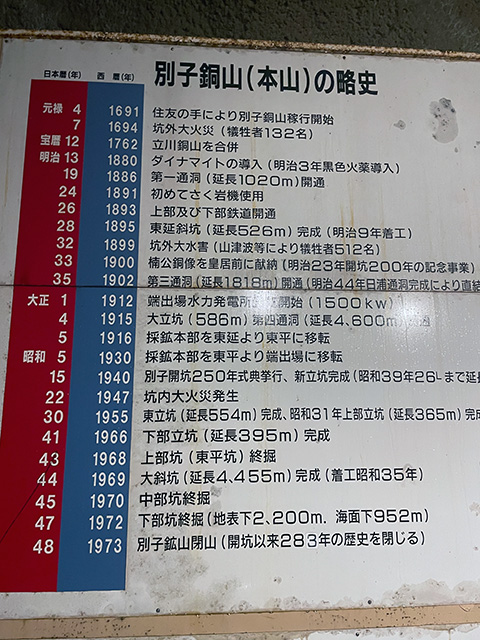 別子銅山(本山)の略史
日本暦(年) 西暦(年)
元禄 4 1691 住友の手により別子銅山稼行開始
7 1694 坑外大火災(犠牲者132名)
宝暦 12 1762 立川銅山を合併
明治 13 1880 ダイナマイトの導入(明治3年黒色火薬導入)
19 1886 第一通洞(延長1020m)開通
24 1891 初めてさく岩機使用
26 1893 上部及び下部鉄道開通
28 1895 東延斜坑(延長526m)完成(明治9年着工)
32 1899 坑外大水害(山津波等により犠牲者512名)
33 1900 楠公銅像を皇居前に献納(明治23年開坑200年の記念事業)
35 1902 第三通洞(延長1818m)開通(明治44年日浦通洞完成により直結
大正 1 1912 端出場水力発電所 開始(1500kw)
4 1915 大立坑(586m)第四通洞(延長4,600m) 通
5 1916 採鉱本部を東延より東平に移転
昭和 5 1930 採鉱本部を東平より端出場に移転
15 1940 別子開坑250年式典挙行、新立坑完成(昭和39年26Lまで延長
22 1947 坑内大火災発生
30 1955 東立坑(延長554m)完成、昭和31年上部立坑(延長365m)完成
41 1966 下部立坑(延長395m)完成
43 1968 上部坑(東平坑)終掘
44 1969 大斜坑(延長4,455m)完成(着工昭和35年)
45 1970 中部坑終掘
47 1972 下部坑終掘(地表下2,200m.海面下952m)
48 1973 別子鉱山閉山(開坑以来283年の歴史を閉じる)